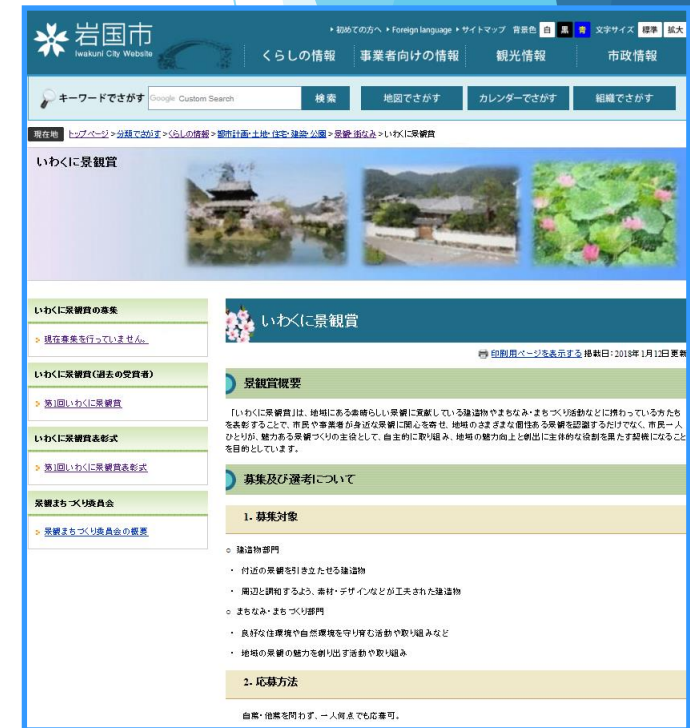 岩国市
Iwakuni City Website
初めての方へ Foreign language サイトマップ 背景色 白 黒 青 文字サイズ 標準 拡大
くらしの情報 事業者向けの情報 観光情報 市政情報
キーワードでさがす Google Custom Search 検索 地図でさがす カレンダーでさがす 組織でさがす
現在地 トップページ > 分類でさがす > くらしの情報 > 都市計画・土地・住宅・建築・公園 > 景観・街なみ > いわくに景観賞
いわくに景観賞
いわくに景観賞の募集
> 現在募集を行っていません。
いわくに景観賞(過去の受賞者)
> 第1回いわくに景観賞
いわくに景観賞表彰式
> 第1回いわくに景観賞表彰式
景観まちづくり委員会
> 景観まちづくり委員会の概要
いわくに景観賞
印刷用ページを表示する 掲載日:2018年1月12日更新
景観賞概要
「いわくに景観賞」は、地域にある素晴らしい景観に貢献している建造物やまちなみ・まちづくり活動などに携わっている方たち
を表彰することで、市民や事業者が身近な景観に関心を寄せ、地域のさまざまな個性ある景観を認識するだけでなく、市民一人
ひとりが、魅力ある景観づくりの主役として、自主的に取り組み、地域の魅力向上と創出に主体的な役割を果たす契機になること
を目的としています。
募集及び選考について
1. 募集対象
○ 建造物部門
・ 付近の景観を引き立たせる建造物
・ 周辺と調和するよう、素材・デザインなどが工夫された建造物
○ まちなみ・まちづくり部門
・ 良好な住環境や自然環境を守り育む活動や取り組みなど
・ 地域の景観の魅力を創り出す活動や取り組み
2. 応募方法
自薦・他薦を問わず、一人何点でも応募可。